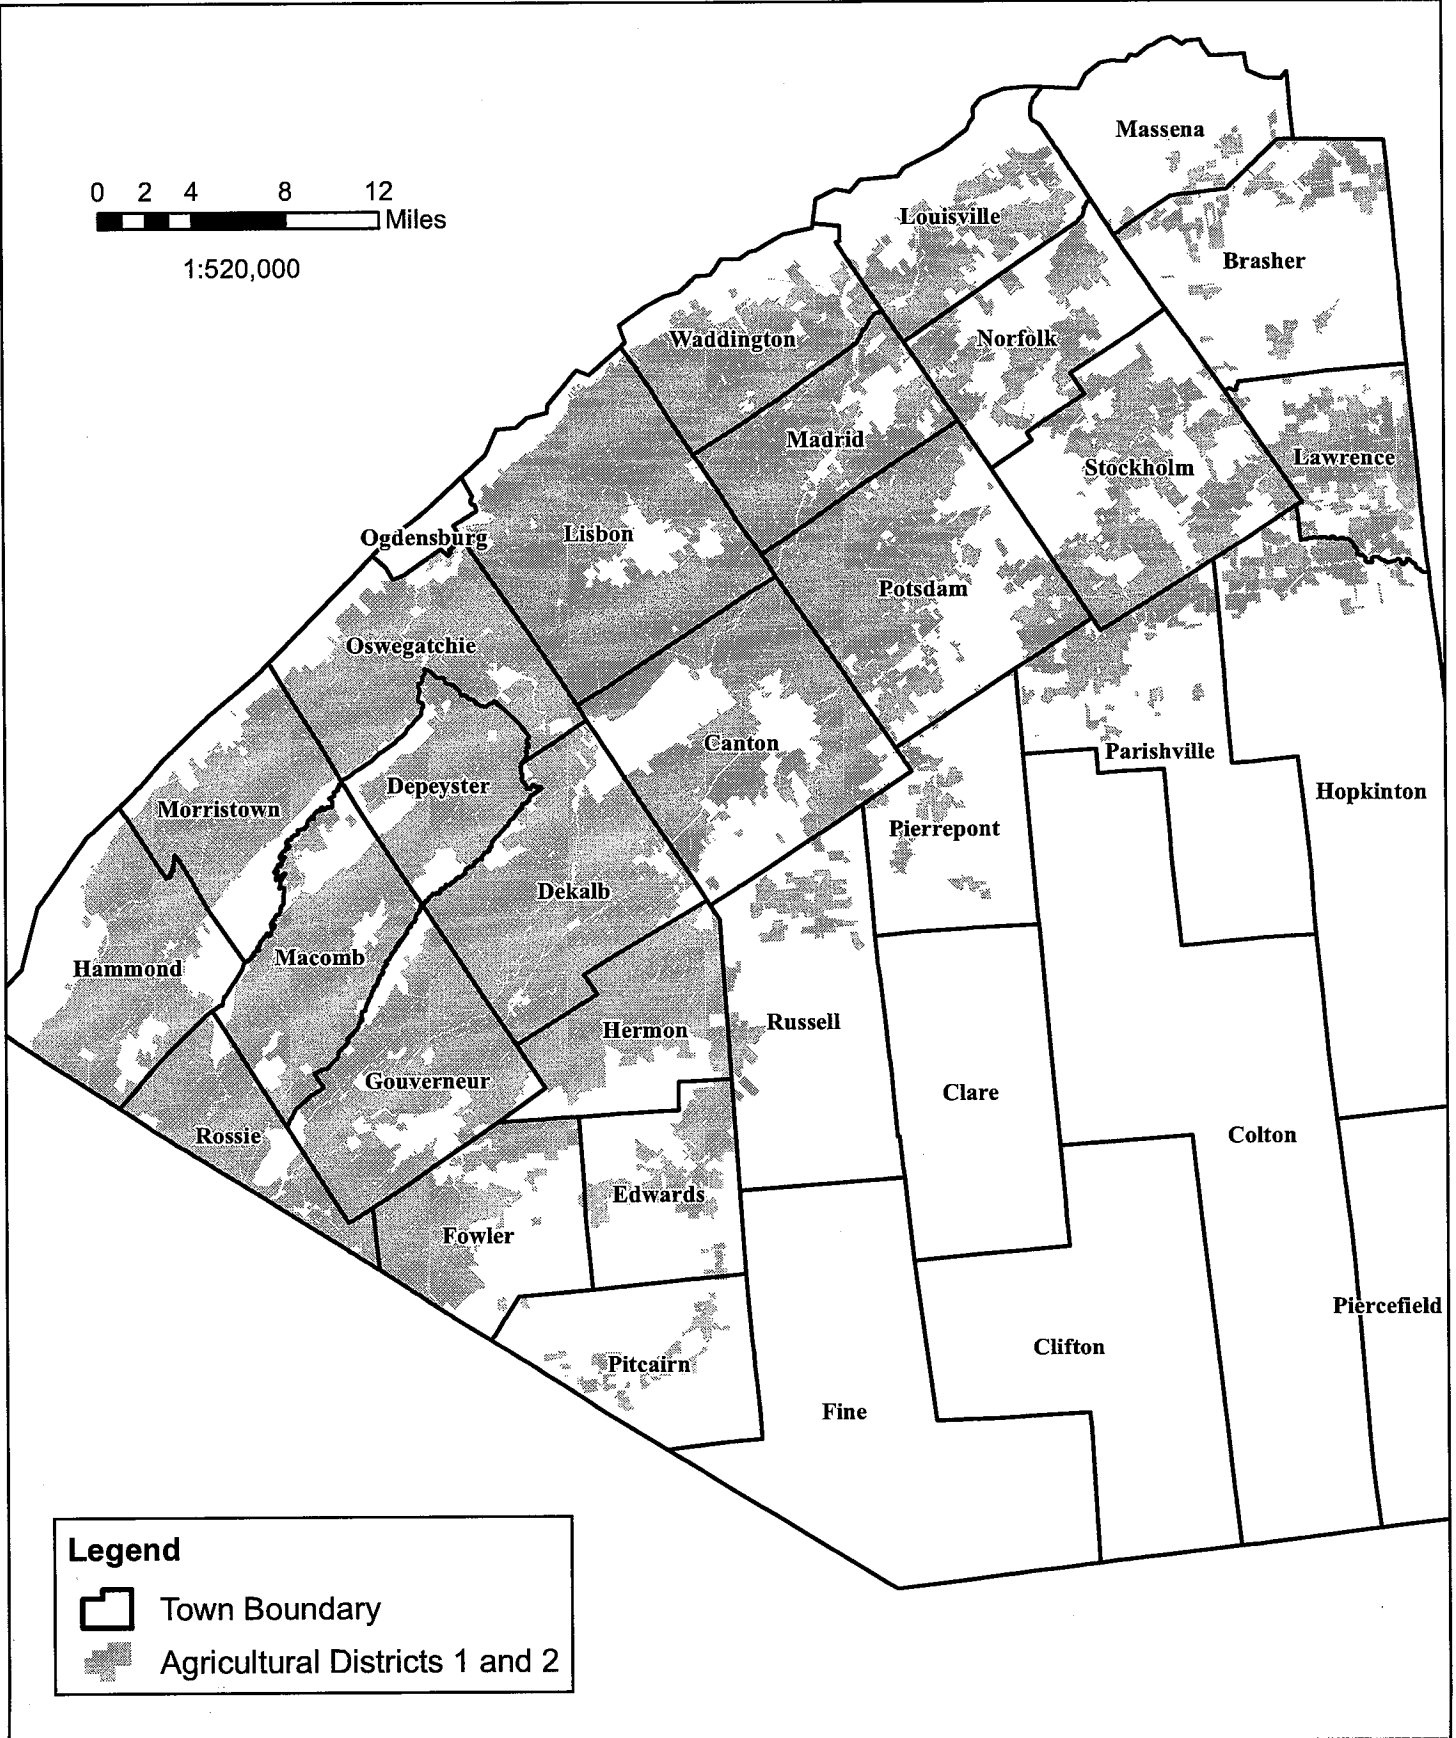 Massena
0 2 4 8 12
Miles
Louisville
1:520,000
Brasher
Waddington
Norfolk
Madrid
Lawrence
Stockholm
Ogdensburg
Lisbon
Potsdam
Oswegatchie
Canton
Parishville
Depeyster
Hopkinton
Morristown
Pierrepont
Dekalb
Macomb
Hammond
Russell
Hermon
Gouverneur
Clare
Rossie
Colton
Edwards
Fowler
Piercefield
Clifton
Pitcairn
Fine
Legend
Town Boundary
Agricultural Districts 1 and 2